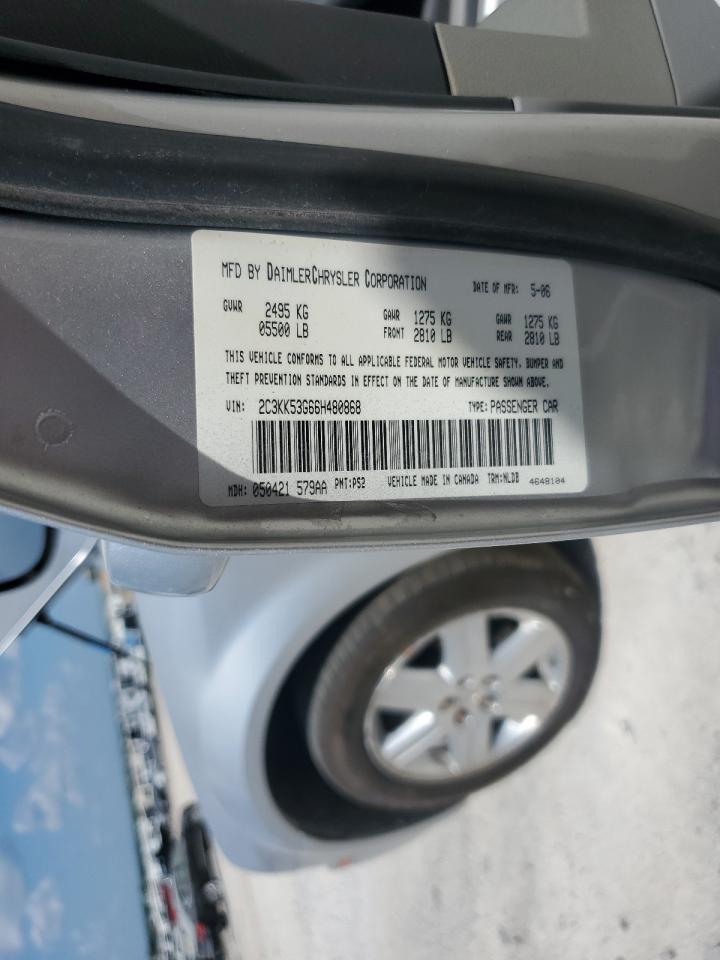 MFD BY DAIMLERCHRYSLER CORPORATION DATE OF MFR: 5-06
GVWR 2495 KG GAWR 1275 KG GAWR 1275 KG
05500 LB FRONT 2810 LB REAR 2810 LB
THIS VEHICLE CONFORMS TO ALL APPLICABLE FEDERAL MOTOR VEHICLE SAFETY, BUMPER AND
THEFT PREVENTION STANDARDS IN EFFECT ON THE DATE OF MANUFACTURE SHOWN ABOVE.
VIN: 2C3KK53G66H480868 TYPE: PASSENGER CAR
MDH: 050421 579AA PNT: PS2 VEHICLE MADE IN CANADA TRM: NLDB 4648104